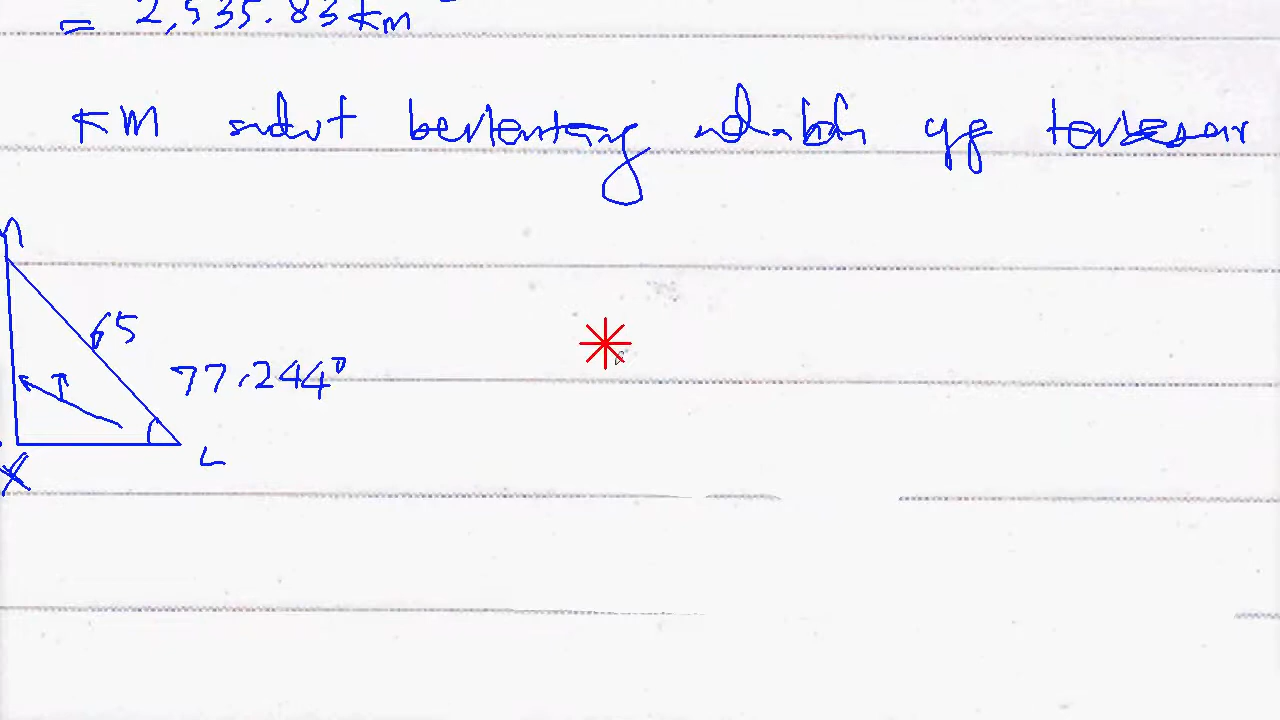 = 2,535.83 km
KM sudut bertentang adalah yg terbesar
65
77.244°
L